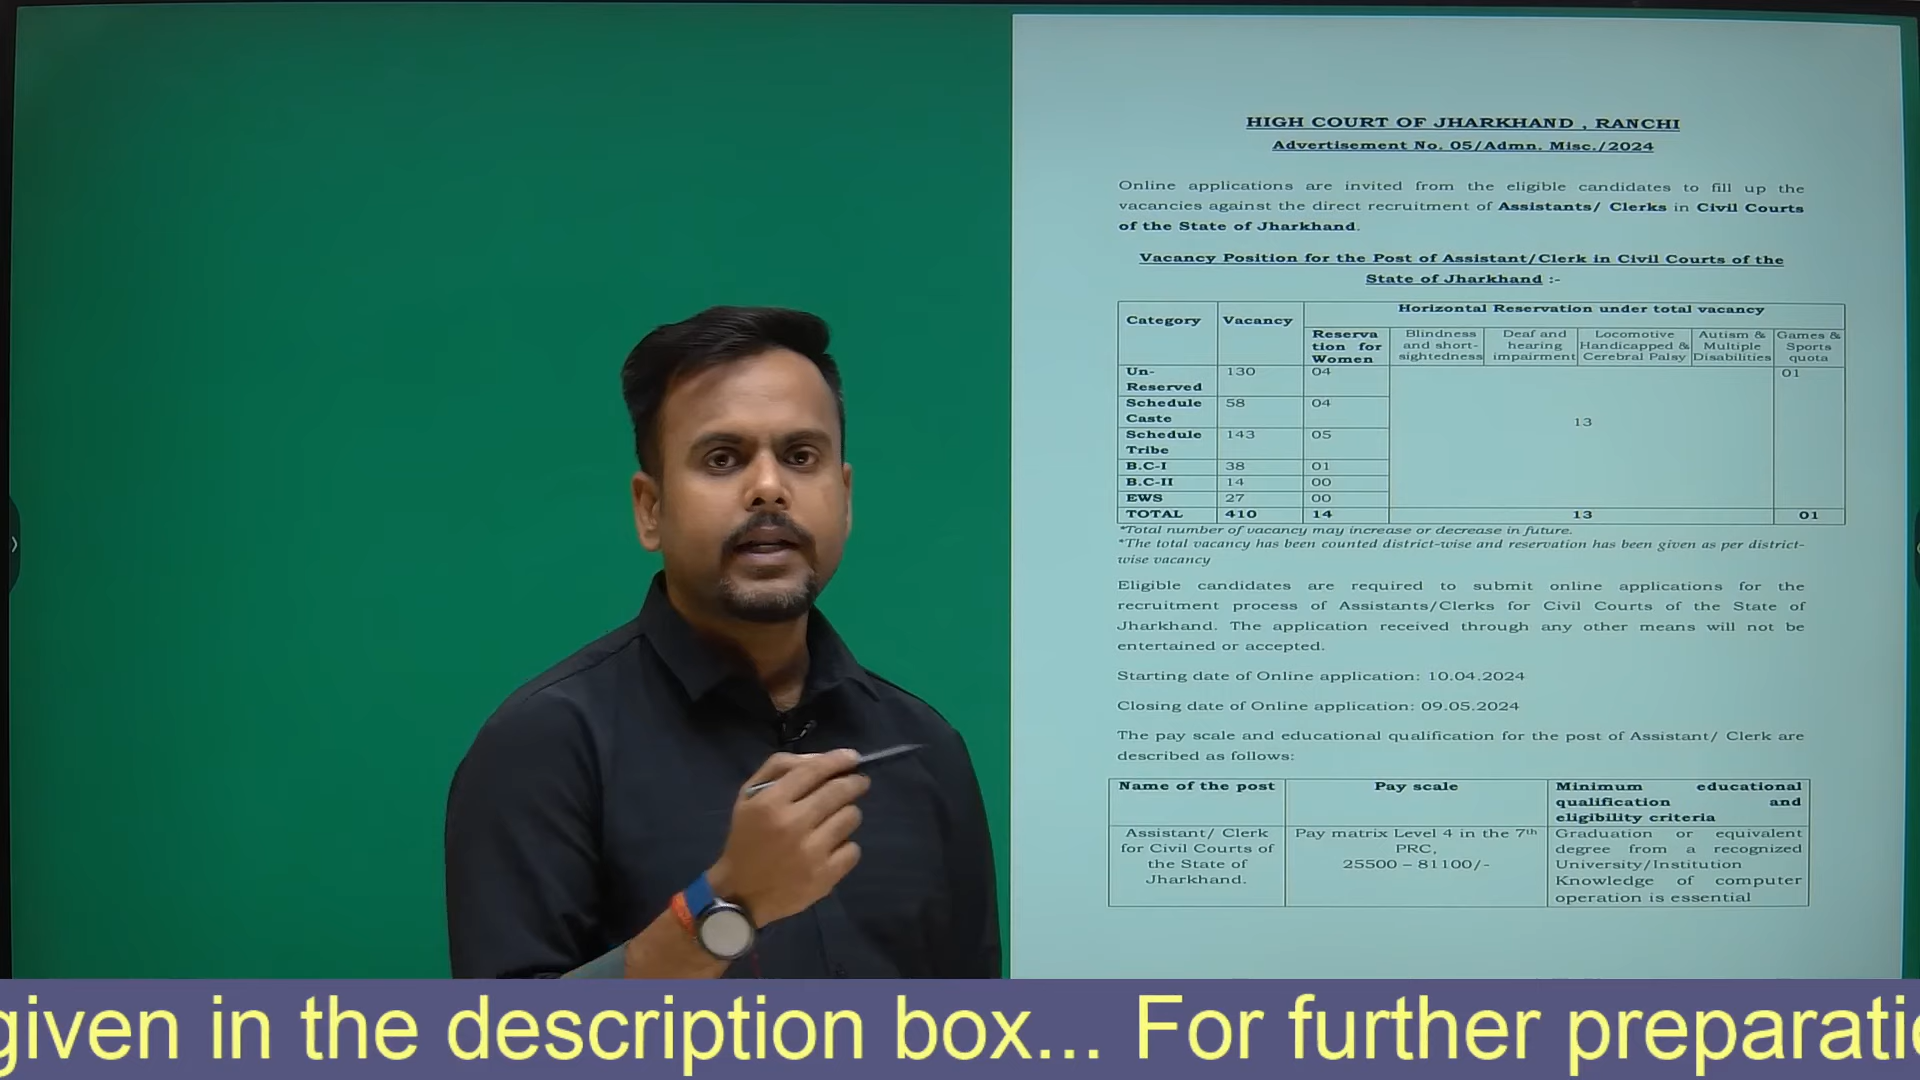 HIGH COURT OF JHARKHAND , RANCHI
Advertisement No. 05/Admn. Misc./2024
Online applications are invited from the eligible candidates to fill up the
vacancies against the direct recruitment of Assistants/ Clerks in Civil Courts
of the State of Jharkhand.
Vacancy Position for the Post of Assistant/Clerk in Civil Courts of the
State of Jharkhand :-
Category Vacancy Horizontal Reservation under total vacancy
Reserva
tion for
Women
Blindness
and short-
sightedness
Deaf and
hearing
impairment
Locomotive
Handicapped &
Cerebral Palsy
Autism &
Multiple
Disabilities
Games &
Sports
quota
Un-
Reserved 130 04 01
Schedule
Caste 58 04
13
Schedule
Tribe 143 05
B.C-I 38 01
B.C-II 14 00
EWS 27 00
TOTAL 410 14 13 01
*Total number of vacancy may increase or decrease in future.
*The total vacancy has been counted district-wise and reservation has been given as per district-
wise vacancy
Eligible candidates are required to submit online applications for the
recruitment process of Assistants/Clerks for Civil Courts of the State of
Jharkhand. The application received through any other means will not be
entertained or accepted.
Starting date of Online application: 10.04.2024
Closing date of Online application: 09.05.2024
The pay scale and educational qualification for the post of Assistant/ Clerk are
described as follows:
Name of the post
Pay scale
Minimum educational
qualification and
eligibility criteria
Assistant/ Clerk
for Civil Courts of
the State of
Jharkhand.
Pay matrix Level 4 in the 7th
PRC,
25500 – 81100/-
Graduation or equivalent
degree from a recognized
University/Institution
Knowledge of computer
operation is essential
given in the description box... For further preparatio